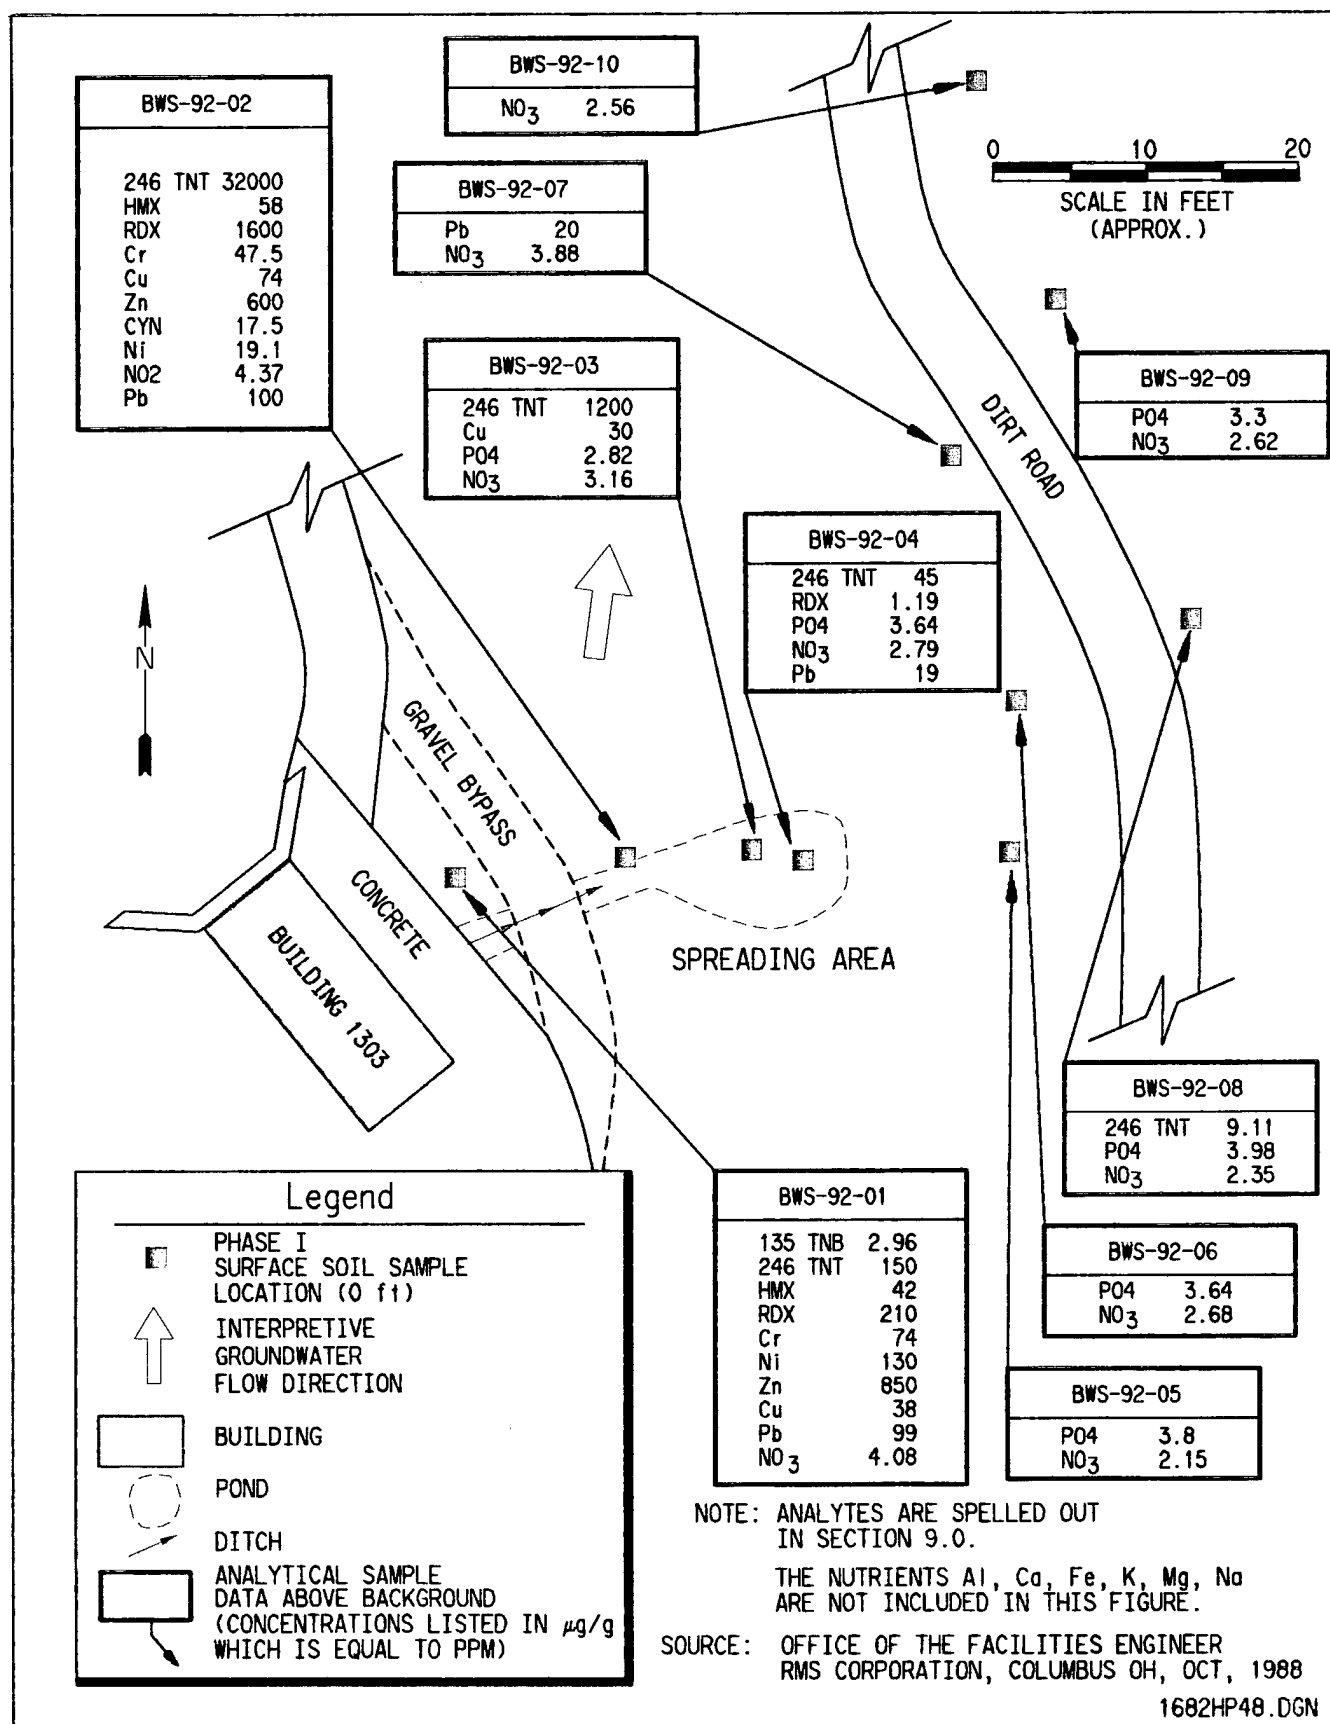 BWS-92-10
NO3 2.56
BWS-92-02
246 TNT 32000
HMX 58
RDX 1600
Cr 47.5
Cu 74
Zn 600
CYN 17.5
Ni 19.1
NO2 4.37
Pb 100
BWS-92-07
Pb 20
NO3 3.88
0 10 20
SCALE IN FEET
(APPROX.)
BWS-92-03
246 TNT 1200
Cu 30
PO4 2.82
NO3 3.16
BWS-92-09
PO4 3.3
NO3 2.62
DIRT ROAD
BWS-92-04
246 TNT 45
RDX 1.19
PO4 3.64
NO3 2.79
Pb 19
N
GRAVEL BYPASS
CONCRETE
BUILDING 1303
SPREADING AREA
BWS-92-08
246 TNT 9.11
PO4 3.98
NO3 2.35
BWS-92-01
135 TNB 2.96
246 TNT 150
HMX 42
RDX 210
Cr 74
Ni 130
Zn 850
Cu 38
Pb 99
NO3 4.08
BWS-92-06
PO4 3.64
NO3 2.68
BWS-92-05
PO4 3.8
NO3 2.15
Legend
PHASE I
SURFACE SOIL SAMPLE
LOCATION (0 ft)
INTERPRETIVE
GROUNDWATER
FLOW DIRECTION
BUILDING
POND
DITCH
ANALYTICAL SAMPLE
DATA ABOVE BACKGROUND
(CONCENTRATIONS LISTED IN µg/g
WHICH IS EQUAL TO PPM)
NOTE: ANALYTES ARE SPELLED OUT
IN SECTION 9.0.
THE NUTRIENTS Al, Ca, Fe, K, Mg, Na
ARE NOT INCLUDED IN THIS FIGURE.
SOURCE: OFFICE OF THE FACILITIES ENGINEER
RMS CORPORATION, COLUMBUS OH, OCT, 1988
1682HP48.DGN